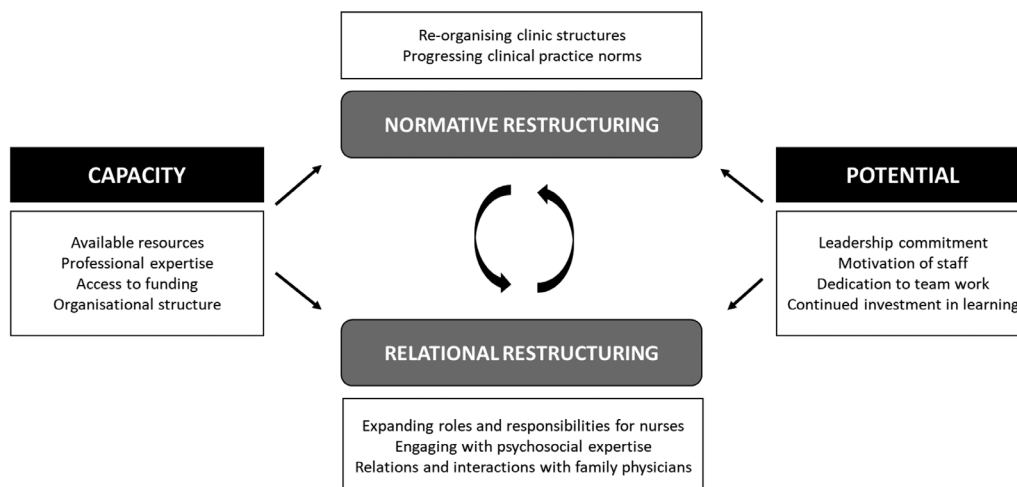 Re-organising clinic structures
Progressing clinical practice norms
NORMATIVE RESTRUCTURING
CAPACITY
Available resources
Professional expertise
Access to funding
Organisational structure
POTENTIAL
Leadership commitment
Motivation of staff
Dedication to team work
Continued investment in learning
RELATIONAL RESTRUCTURING
Expanding roles and responsibilities for nurses
Engaging with psychosocial expertise
Relations and interactions with family physicians